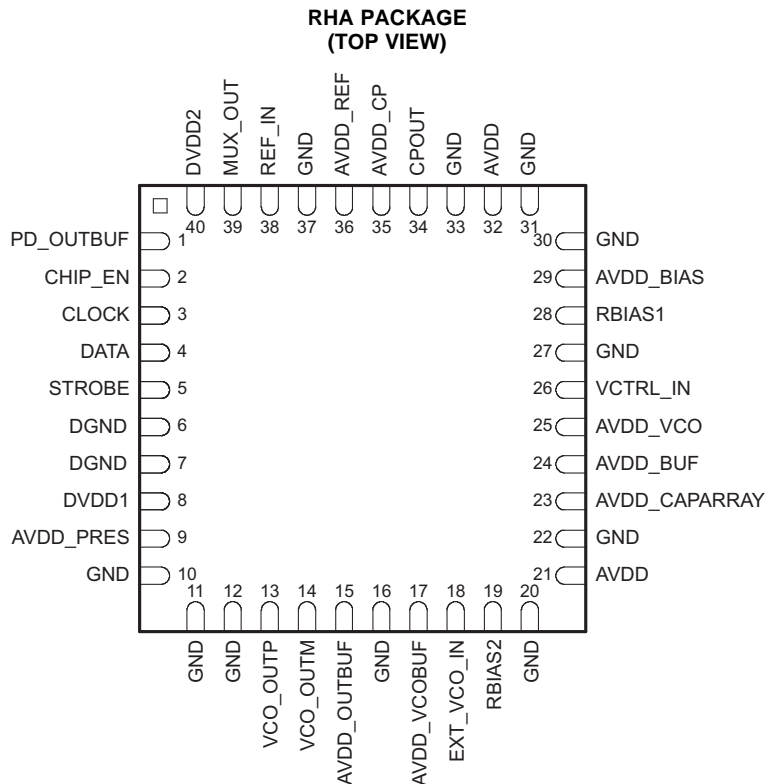 RHA PACKAGE
(TOP VIEW)
DVDD2
MUX_OUT
REF_IN
GND
AVDD_REF
AVDD_CP
CPOUT
GND
AVDD
GND
40 39 38 37 36 35 34 33 32 31
PD_OUTBUF 1
CHIP_EN 2
CLOCK 3
DATA 4
STROBE 5
DGND 6
DGND 7
DVDD1 8
AVDD_PRES 9
GND 10
30 GND
29 AVDD_BIAS
28 RBIAS1
27 GND
26 VCTRL_IN
25 AVDD_VCO
24 AVDD_BUF
23 AVDD_CAPARRAY
22 GND
21 AVDD
11 12 13 14 15 16 17 18 19 20
GND
GND
VCO_OUTP
VCO_OUTM
AVDD_OUTBUF
GND
AVDD_VCOBUF
EXT_VCO_IN
RBIAS2
GND